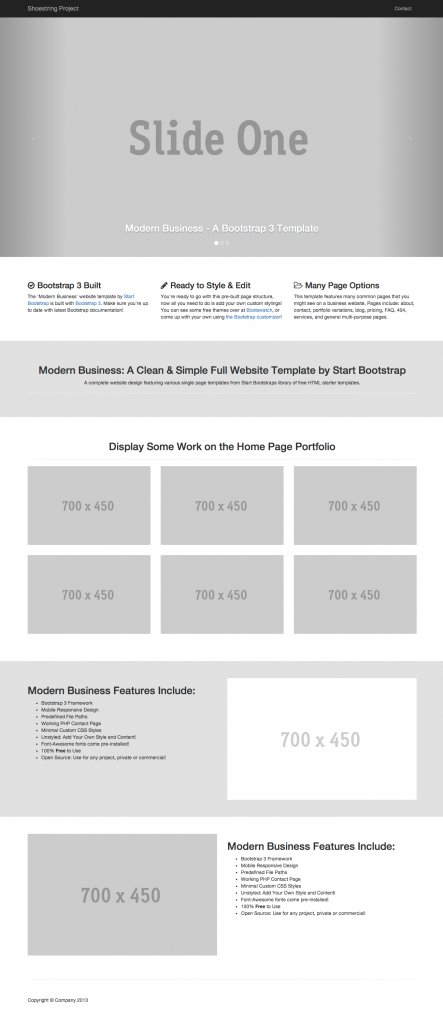 Shoestring Project
Contact
Slide One
Modern Business - A Bootstrap 3 Template
Bootstrap 3 Built
The 'Modern Business' website template by Start
Bootstrap is built with Bootstrap 3. Make sure you're up
to date with latest Bootstrap documentation!
Ready to Style & Edit
You're ready to go with this pre-built page structure,
now all you need to do is add your own custom stylings!
You can see some free themes over at Bootswatch, or
come up with your own using the Bootstrap customizer!
Many Page Options
This template features many common pages that you
might see on a business website. Pages include: about,
contact, portfolio variations, blog, pricing, FAQ, 404,
services, and general multi-purpose pages.
Modern Business: A Clean & Simple Full Website Template by Start Bootstrap
A complete website design featuring various single page templates from Start Bootstraps library of free HTML starter templates.
Display Some Work on the Home Page Portfolio
700 x 450
700 x 450
700 x 450
700 x 450
700 x 450
700 x 450
Modern Business Features Include:
Bootstrap 3 Framework
Mobile Responsive Design
Predefined File Paths
Working PHP Contact Page
Minimal Custom CSS Styles
Unstyled: Add Your Own Style and Content!
Font-Awesome fonts come pre-installed!
100% Free to Use
Open Source: Use for any project, private or commercial!
700 x 450
700 x 450
Modern Business Features Include:
Bootstrap 3 Framework
Mobile Responsive Design
Predefined File Paths
Working PHP Contact Page
Minimal Custom CSS Styles
Unstyled: Add Your Own Style and Content!
Font-Awesome fonts come pre-installed!
100% Free to Use
Open Source: Use for any project, private or commercial!
Copyright © Company 2013